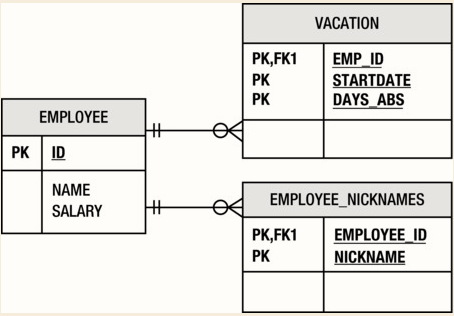 VACATION
PK,FK1 EMP_ID
PK STARTDATE
PK DAYS_ABS
EMPLOYEE
PK ID
NAME
SALARY
EMPLOYEE_NICKNAMES
PK,FK1 EMPLOYEE_ID
PK NICKNAME